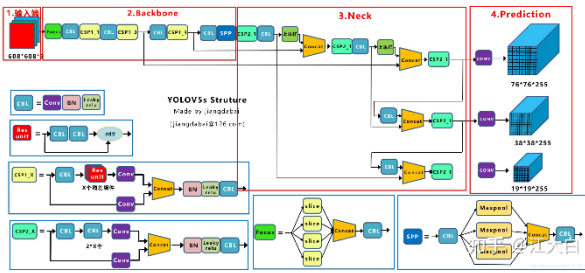 1.输入端
2.Backbone
3.Neck
4.Prediction
608*608*3
Focus
CBL
CSP1_1
CBL
CSP1_3
CBL
CSP1_3
CBL
SPP
CSP2_1
CBL
上采样
Concat
CSP2_1
CBL
上采样
Concat
CSP2_1
CONV
76*76*255
CBL
Concat
CSP2_1
CONV
38*38*255
CBL
Concat
CSP2_1
CONV
19*19*255
CBL
=
Conv
BN
Leaky relu
YOLOV5s Struture
Made by jiangdabai
(jiangdabai@126.com)
Res unit
=
CBL
CBL
add
CSP1_X
=
CBL
Res unit
Conv
X个残差组件
Conv
Concat
BN
Leaky relu
CBL
CSP2_X
=
CBL
CBL
Conv
2*X个
Conv
Concat
BN
Leaky relu
CBL
Focus
=
slice
slice
slice
slice
Concat
CBL
SPP
=
CBL
Maxpool
Maxpool
Maxpool
Concat
CBL
知乎 @江大白